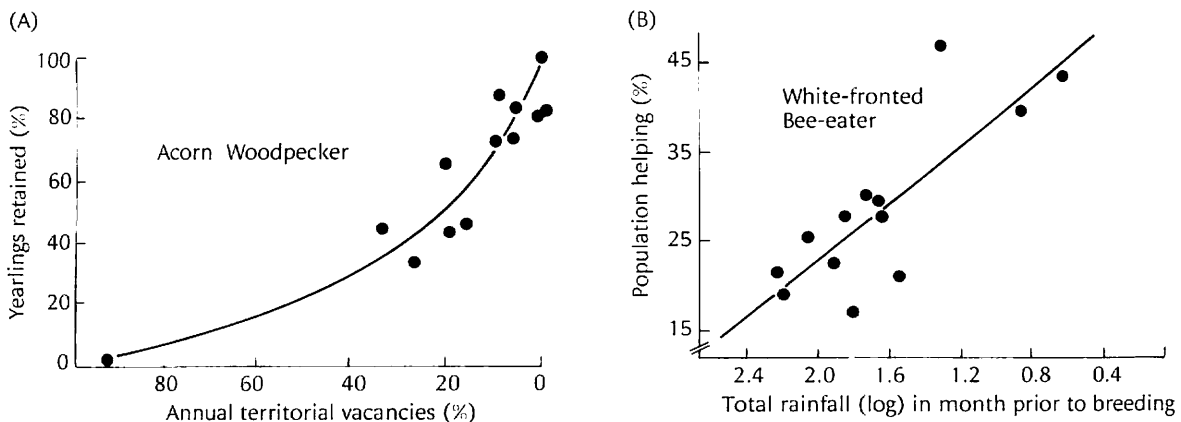 (A)
Yearlings retained (%)
100
80
60
40
20
0
Acorn Woodpecker
80
60
40
20
0
Annual territorial vacancies (%)
(B)
Population helping (%)
45
35
25
15
White-fronted
Bee-eater
2.4
2.0
1.6
1.2
0.8
0.4
Total rainfall (log) in month prior to breeding